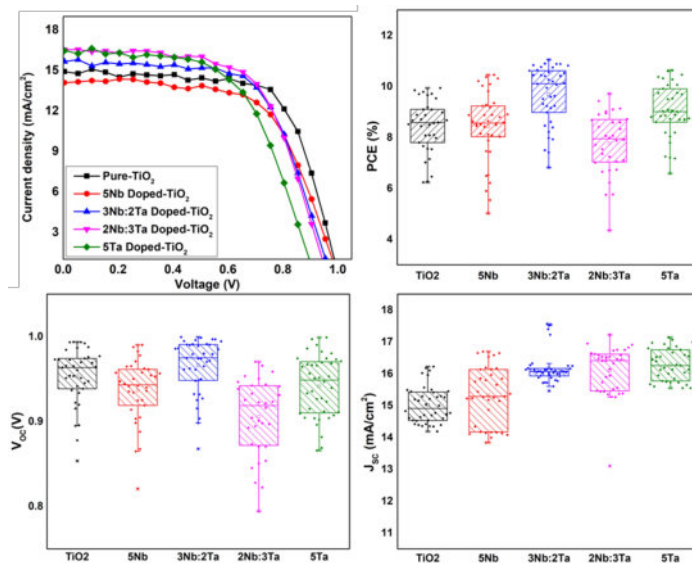 18
15
12
9
6
3
Current density (mA/cm²)
Pure-TiO₂
5Nb Doped-TiO₂
3Nb:2Ta Doped-TiO₂
2Nb:3Ta Doped-TiO₂
5Ta Doped-TiO₂
0.0 0.2 0.4 0.6 0.8 1.0
Voltage (V)
12
10
8
6
4
PCE (%)
TiO2 5Nb 3Nb:2Ta 2Nb:3Ta 5Ta
1.0
0.9
0.8
V_OC(V)
TiO2 5Nb 3Nb:2Ta 2Nb:3Ta 5Ta
18
17
16
15
14
13
12
11
J_SC (mA/cm²)
TiO2 5Nb 3Nb:2Ta 2Nb:3Ta 5Ta